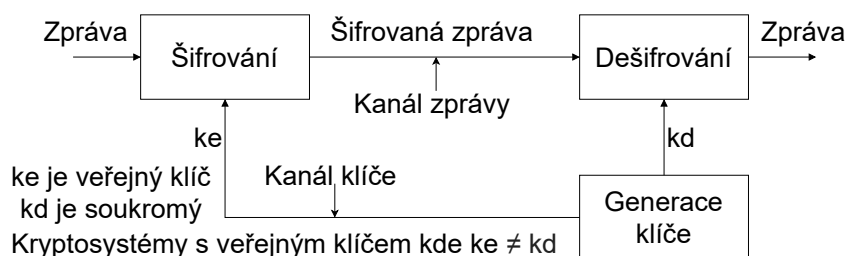 Zpráva
Šifrování
Šifrovaná zpráva
Kanál zprávy
Dešifrování
Zpráva
ke
kd
ke je veřejný klíč
kd je soukromý
Kanál klíče
Generace
klíče
Kryptosystémy s veřejným klíčem kde ke ≠ kd